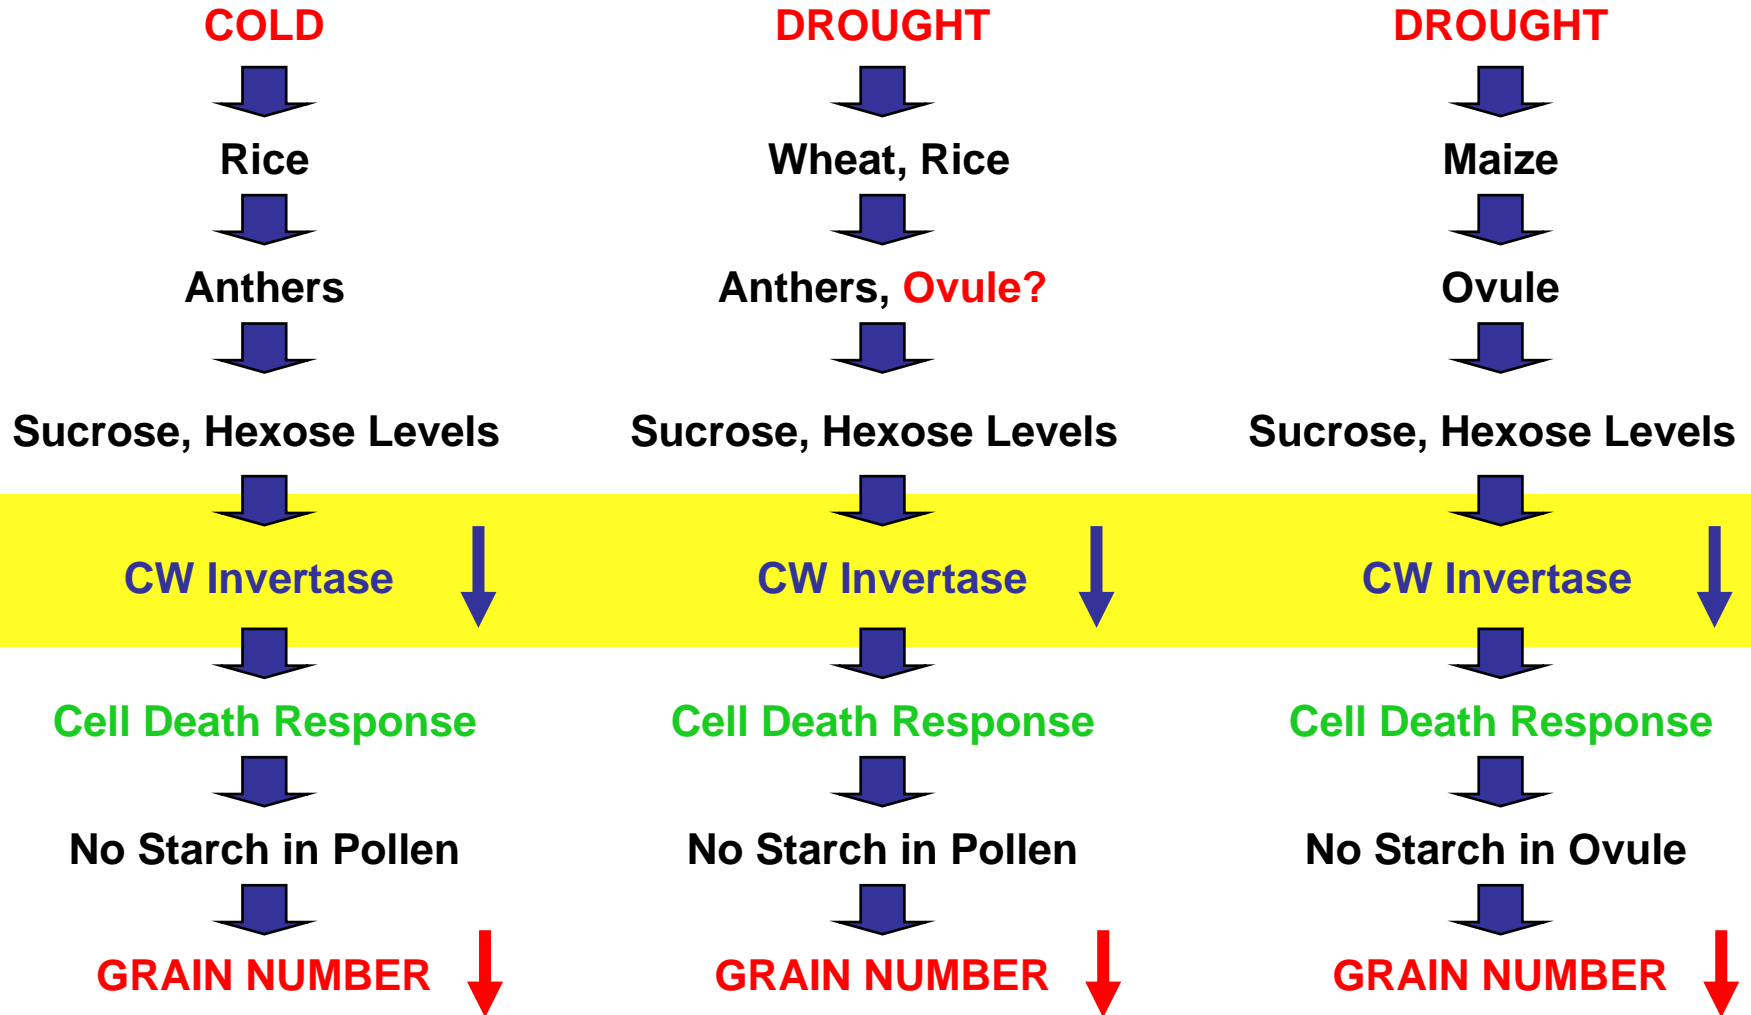 COLD
DROUGHT
DROUGHT
Rice
Wheat, Rice
Maize
Anthers
Anthers, Ovule?
Ovule
Sucrose, Hexose Levels
Sucrose, Hexose Levels
Sucrose, Hexose Levels
CW Invertase
CW Invertase
CW Invertase
Cell Death Response
Cell Death Response
Cell Death Response
No Starch in Pollen
No Starch in Pollen
No Starch in Ovule
GRAIN NUMBER
GRAIN NUMBER
GRAIN NUMBER